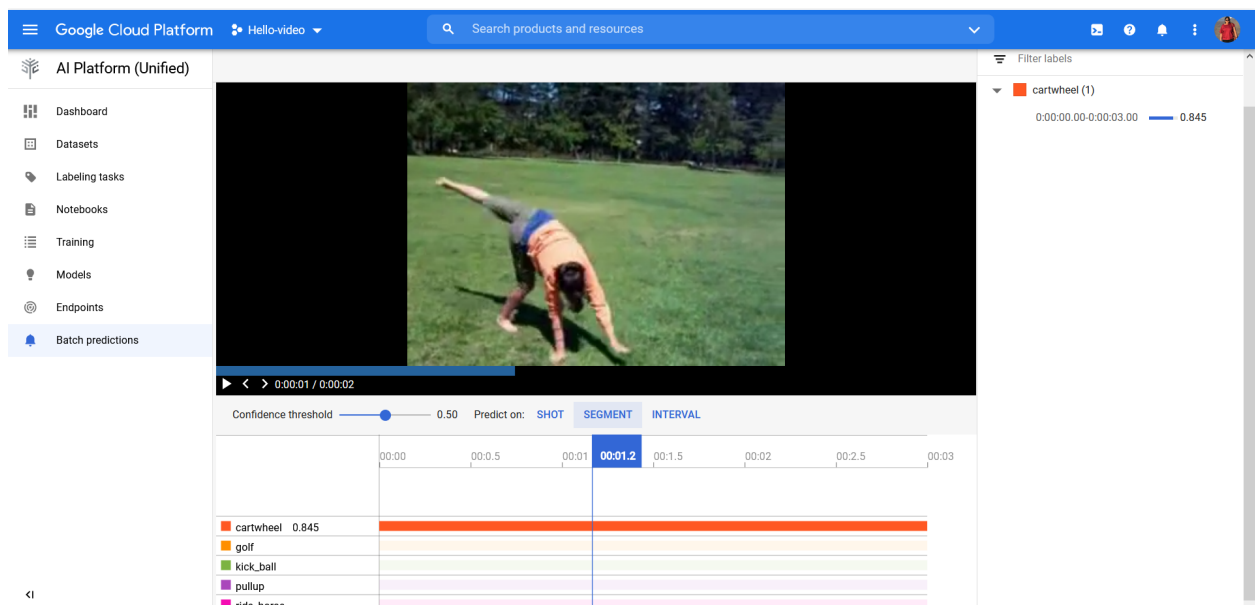 Google Cloud Platform Hello-video Search products and resources
AI Platform (Unified)
Dashboard
Datasets
Labeling tasks
Notebooks
Training
Models
Endpoints
Batch predictions
0:00:01 / 0:00:02
Confidence threshold 0.50 Predict on: SHOT SEGMENT INTERVAL
00:00 00:0.5 00:01 00:01.2 00:1.5 00:02 00:2.5 00:03
cartwheel 0.845
golf
kick_ball
pullup
Filter labels
cartwheel (1)
0:00:00.00-0:00:03.00 0.845